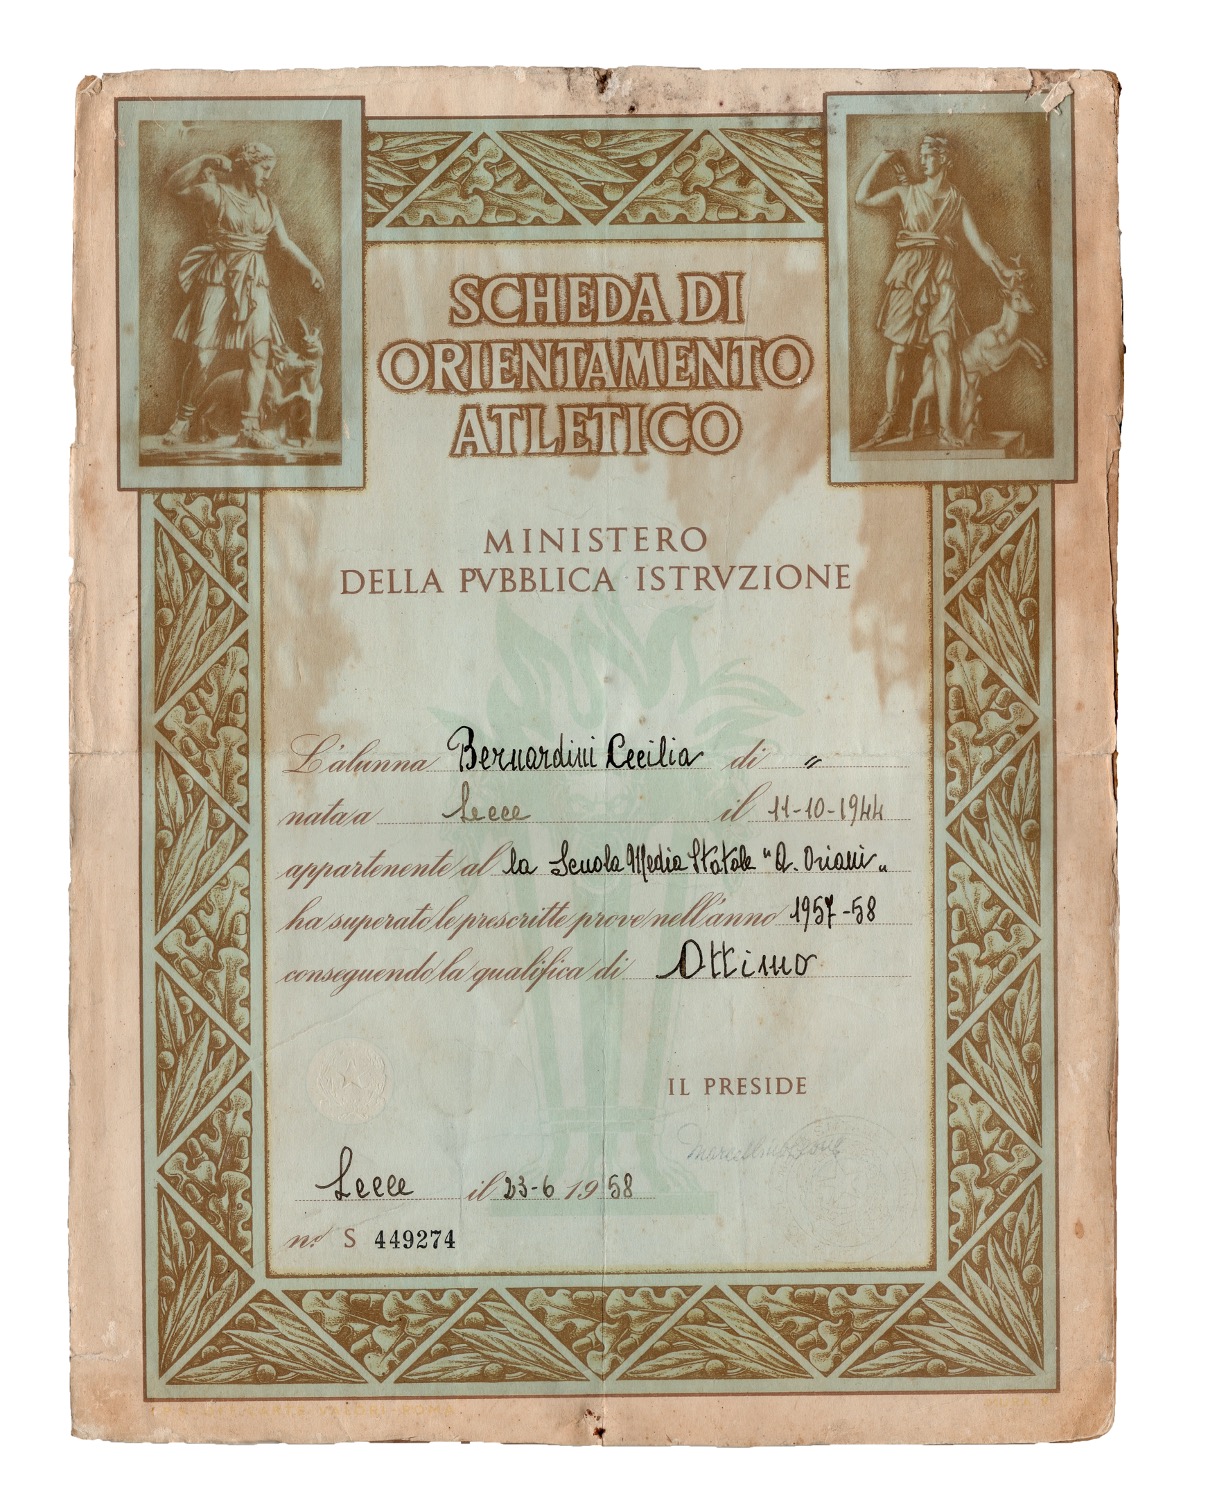 SCHEDA DI
ORIENTAMENTO
ATLETICO
MINISTERO
DELLA PVBBLICA ISTRVZIONE
L'alunna Bernardini Cecilia di "
nata a Lecce il 11-10-1944
appartenente al la Scuola Media Statale "A. Oriani"
ha superato le prescritte prove nell'anno 1957-58
conseguendo la qualifica di Ottimo
IL PRESIDE
Lecce il 23-6 1958
n.º S 449274